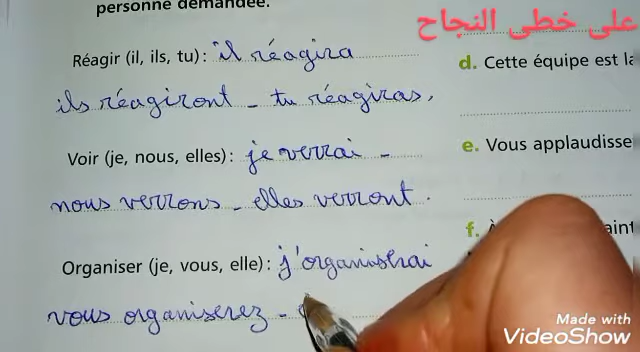 personne demandée.
على خطى النجاح
Réagir (il, ils, tu) : il réagira
ils réagiront - tu réagiras,
Voir (je, nous, elles) : je verrai -
nous verrons - elles verront.
Organiser (je, vous, elle) : j'organiserai
vous organiserez -
d. Cette équipe est la
e. Vous applaudisse
f. À
Made with
VideoShow